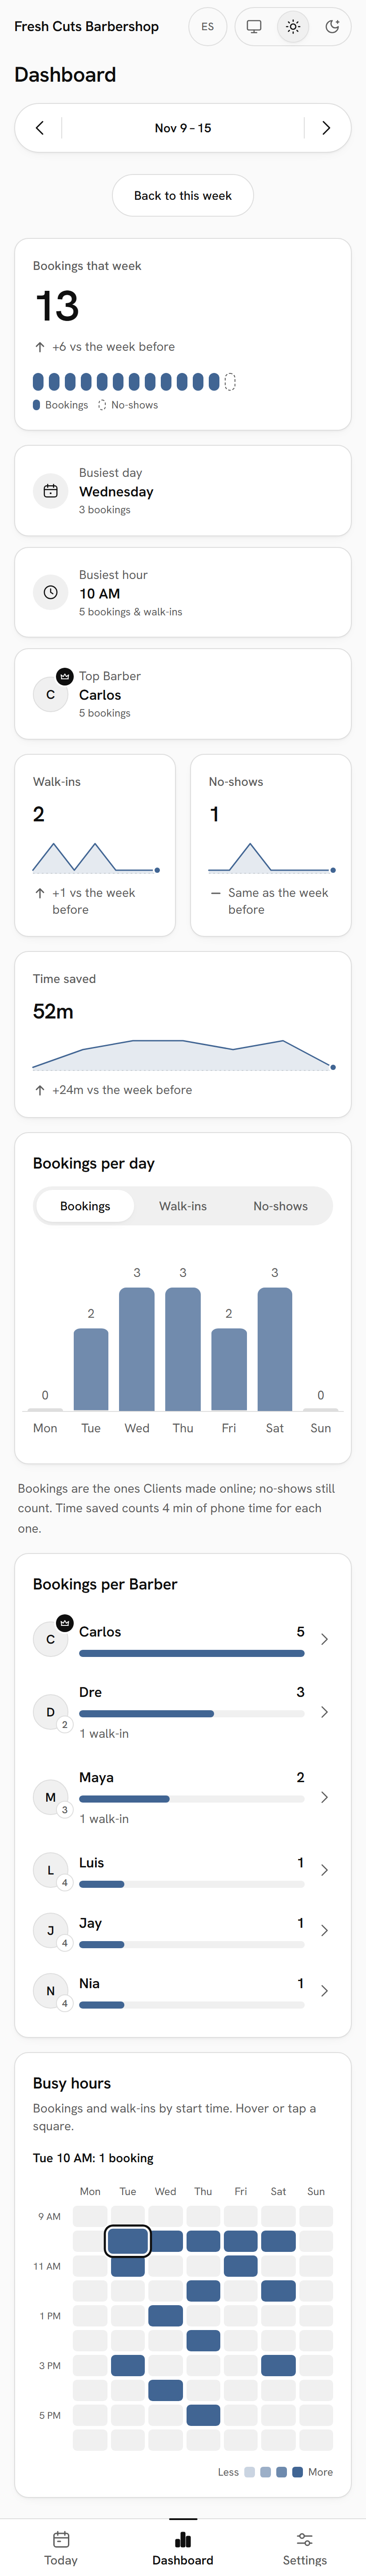 Fresh Cuts Barbershop
ES
Dashboard
Nov 9 – 15
Back to this week
Bookings that week
13
+6 vs the week before
Bookings
No-shows
Busiest day
Wednesday
3 bookings
Busiest hour
10 AM
5 bookings & walk-ins
C
Top Barber
Carlos
5 bookings
Walk-ins
2
+1 vs the week
before
No-shows
1
Same as the week
before
Time saved
52m
+24m vs the week before
Bookings per day
Bookings
Walk-ins
No-shows
0
2
3
3
2
3
0
Mon
Tue
Wed
Thu
Fri
Sat
Sun
Bookings are the ones Clients made online; no-shows still
count. Time saved counts 4 min of phone time for each
one.
Bookings per Barber
C
Carlos
5
D
2
Dre
3
1 walk-in
M
3
Maya
2
1 walk-in
L
4
Luis
1
J
4
Jay
1
N
4
Nia
1
Busy hours
Bookings and walk-ins by start time. Hover or tap a
square.
Tue 10 AM: 1 booking
Mon
Tue
Wed
Thu
Fri
Sat
Sun
9 AM
11 AM
1 PM
3 PM
5 PM
Less
More
Today
Dashboard
Settings